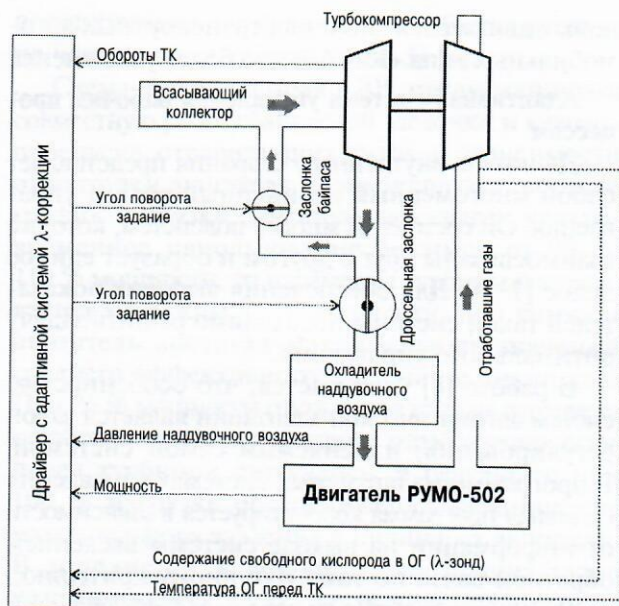 Турбокомпрессор
Обороты ТК
Всасывающий
коллектор
Заслонка
байпаса
Угол поворота
задание
Дроссельная заслонка
Отработавшие газы
Угол поворота
задание
Охладитель
наддувочного
воздуха
Драйвер с адаптивной системой λ-коррекции
Давление наддувочного воздуха
Мощность
Двигатель РУМО-502
Содержание свободного кислорода в ОГ (λ-зонд)
Температура ОГ перед ТК